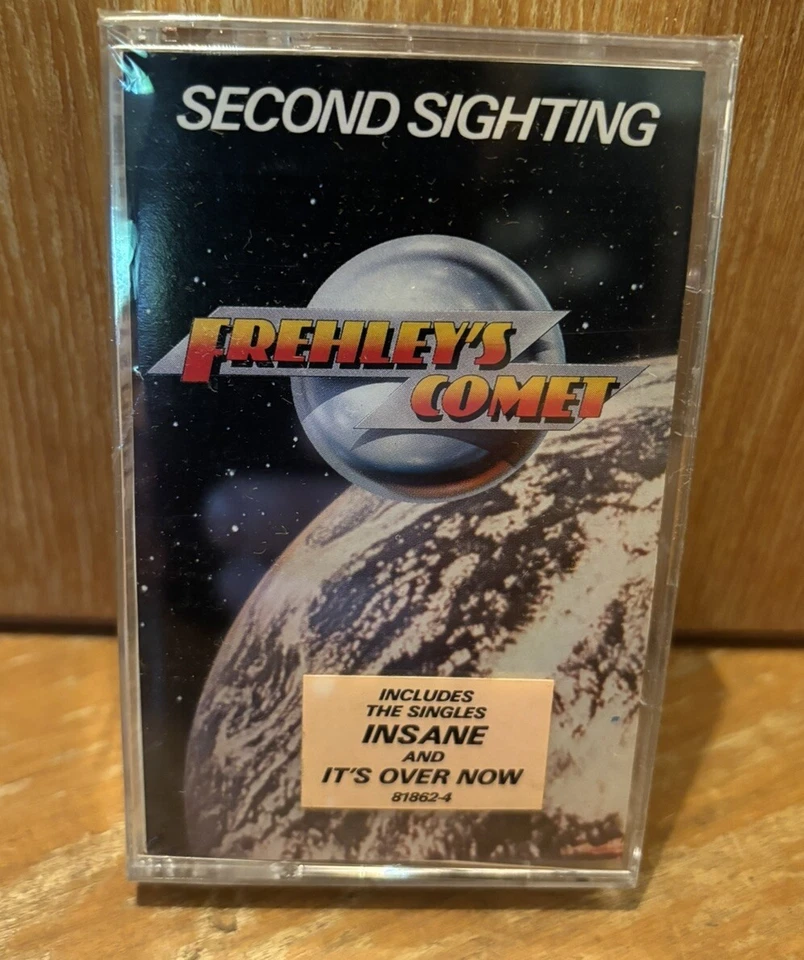 SECOND SIGHTING
FREHLEY'S
COMET
INCLUDES
THE SINGLES
INSANE
AND
IT'S OVER NOW
81862-4